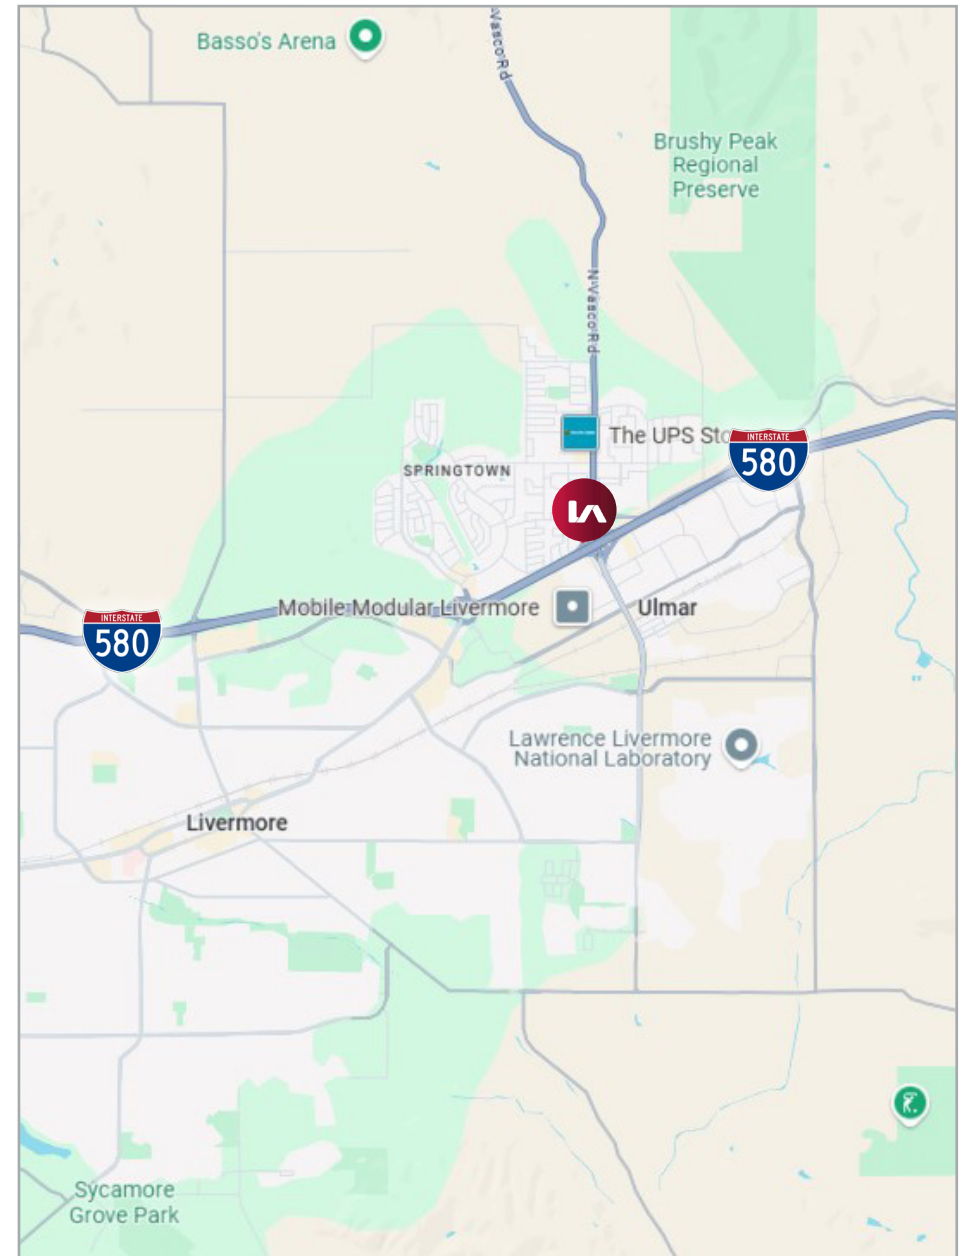 N Vasco Rd
Basso's Arena
Brushy Peak
Regional
Preserve
N Vasco Rd
The UPS Sto
INTERSTATE
580
SPRINGTOWN
LA
Mobile Modular Livermore
Ulmar
INTERSTATE
580
Lawrence Livermore
National Laboratory
Livermore
Sycamore
Grove Park